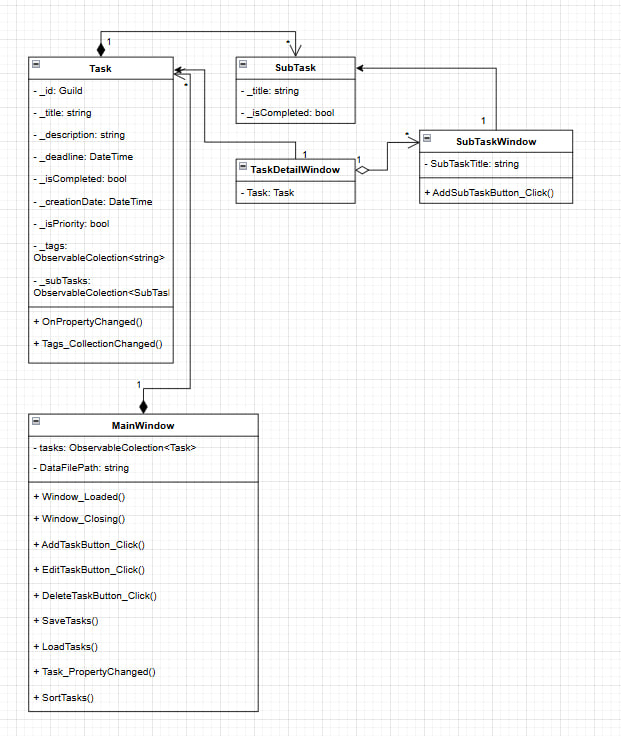 1
*
Task
- _id: Guild
- _title: string
- _description: string
- _deadline: DateTime
- _isCompleted: bool
- _creationDate: DateTime
- _isPriority: bool
- _tags:
ObservableColection<string>
- _subTasks:
ObservableColection<SubTas
+ OnPropertyChanged()
+ Tags_CollectionChanged()
*
SubTask
- _title: string
- _isCompleted: bool
1
1
TaskDetailWindow
- Task: Task
1
*
SubTaskWindow
- SubTaskTitle: string
+ AddSubTaskButton_Click()
1
MainWindow
- tasks: ObservableColection<Task>
- DataFilePath: string
+ Window_Loaded()
+ Window_Closing()
+ AddTaskButton_Click()
+ EditTaskButton_Click()
+ DeleteTaskButton_Click()
+ SaveTasks()
+ LoadTasks()
+ Task_PropertyChanged()
+ SortTasks()